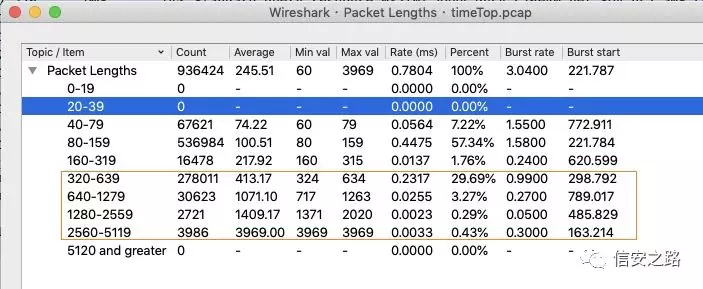 Wireshark · Packet Lengths · timeTop.pcap
Topic / Item Count Average Min val Max val Rate (ms) Percent Burst rate Burst start
Packet Lengths 936424 245.51 60 3969 0.7804 100% 3.0400 221.787
0-19 0 - - - 0.0000 0.00% - -
20-39 0 - - - 0.0000 0.00% - -
40-79 67621 74.22 60 79 0.0564 7.22% 1.5500 772.911
80-159 536984 100.51 80 159 0.4475 57.34% 1.5800 221.784
160-319 16478 217.92 160 315 0.0137 1.76% 0.2400 620.599
320-639 278011 413.17 324 634 0.2317 29.69% 0.9900 298.792
640-1279 30623 1071.10 717 1263 0.0255 3.27% 0.2700 789.017
1280-2559 2721 1409.17 1371 2020 0.0023 0.29% 0.0500 485.829
2560-5119 3986 3969.00 3969 3969 0.0033 0.43% 0.3000 163.214
5120 and greater 0 - - - 0.0000 0.00% - -
信安之路